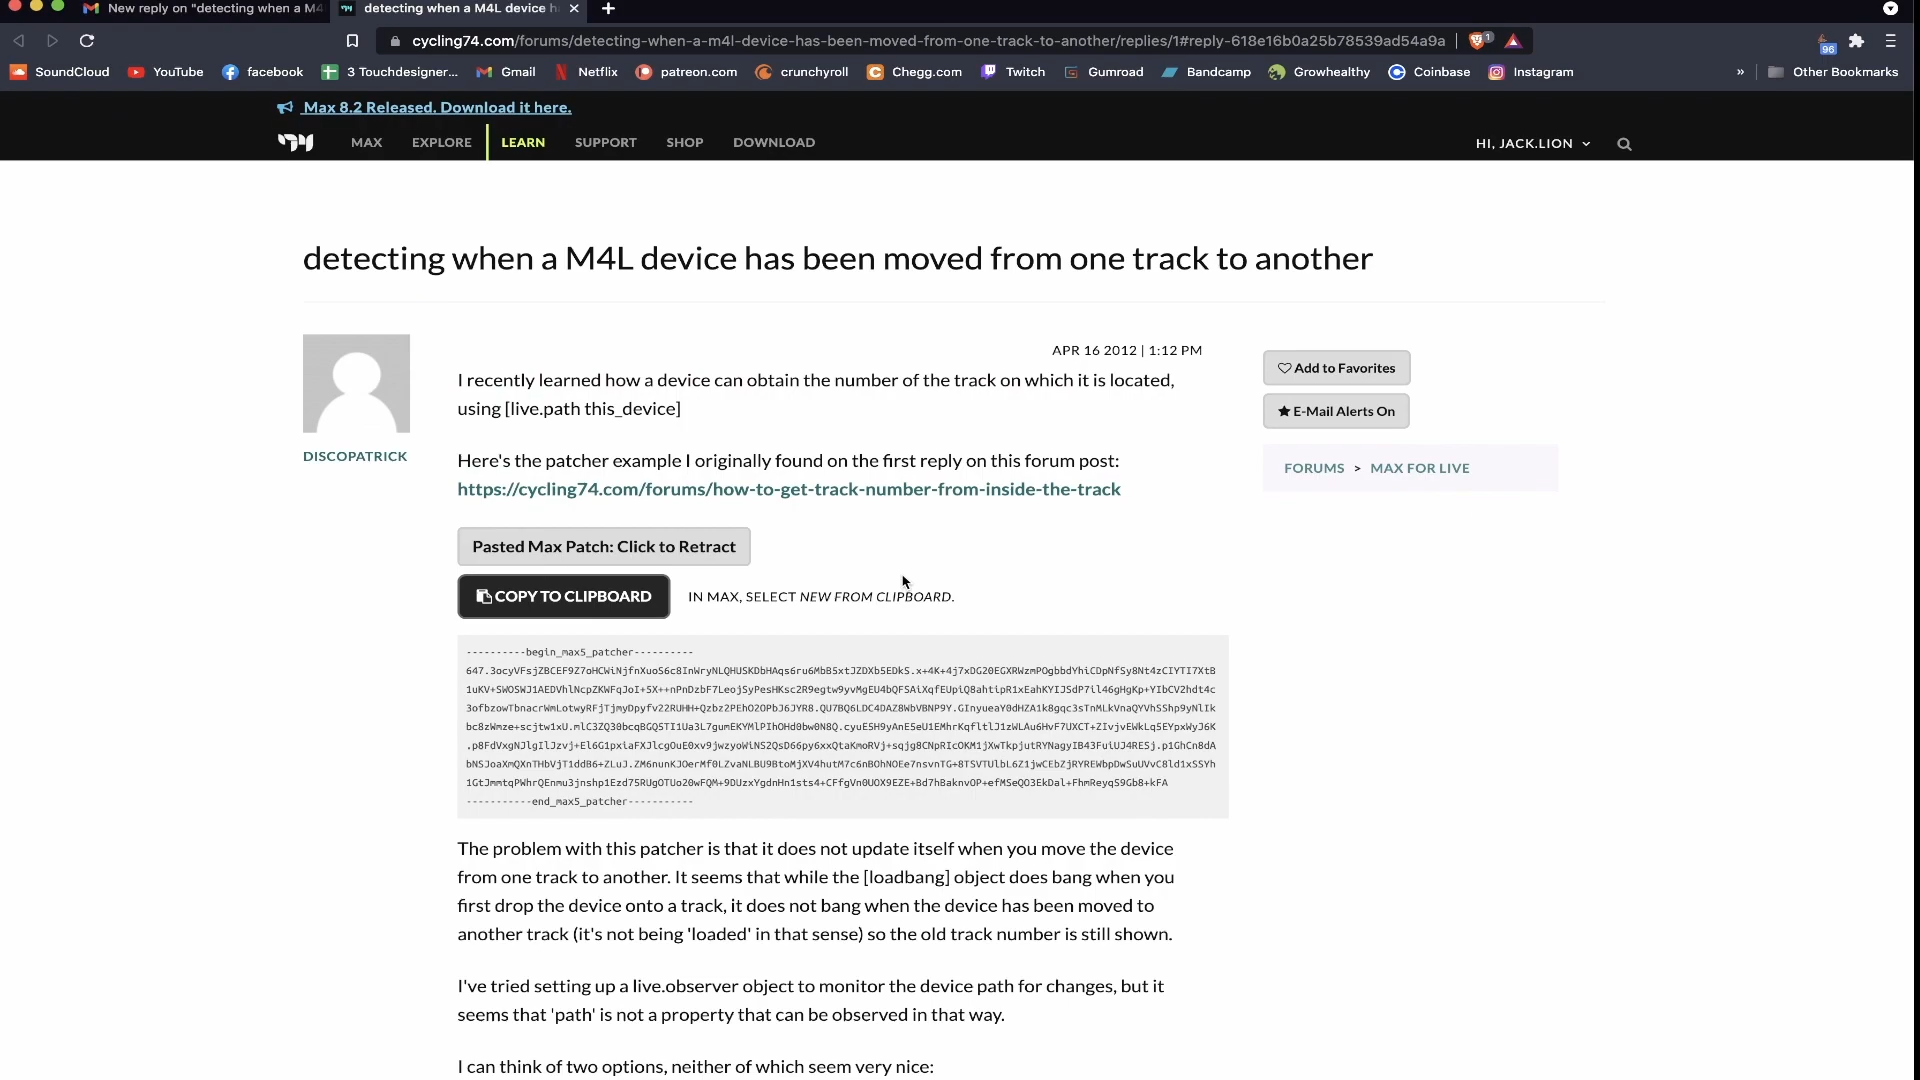 New reply on "detecting when a M4
detecting when a M4L device h
cycling74.com/forums/detecting-when-a-m4l-device-has-been-moved-from-one-track-to-another/replies/1#reply-618e16b0a25b78539ad54a9a
1
96
SoundCloud YouTube facebook 3 Touchdesigner... Gmail Netflix patreon.com crunchyroll Chegg.com Twitch Gumroad Bandcamp Growhealthy Coinbase Instagram » Other Bookmarks
Max 8.2 Released. Download it here.
MAX EXPLORE LEARN SUPPORT SHOP DOWNLOAD HI, JACK.LION
detecting when a M4L device has been moved from one track to another
APR 16 2012 | 1:12 PM
DISCOPATRICK
I recently learned how a device can obtain the number of the track on which it is located,
using [live.path this_device]
Here's the patcher example I originally found on the first reply on this forum post:
https://cycling74.com/forums/how-to-get-track-number-from-inside-the-track
Add to Favorites
E-Mail Alerts On
FORUMS > MAX FOR LIVE
Pasted Max Patch: Click to Retract
COPY TO CLIPBOARD IN MAX, SELECT NEW FROM CLIPBOARD.
----------begin_max5_patcher----------
-----------end_max5_patcher-----------
The problem with this patcher is that it does not update itself when you move the device
from one track to another. It seems that while the [loadbang] object does bang when you
first drop the device onto a track, it does not bang when the device has been moved to
another track (it's not being 'loaded' in that sense) so the old track number is still shown.
I've tried setting up a live.observer object to monitor the device path for changes, but it
seems that 'path' is not a property that can be observed in that way.
I can think of two options, neither of which seem very nice: